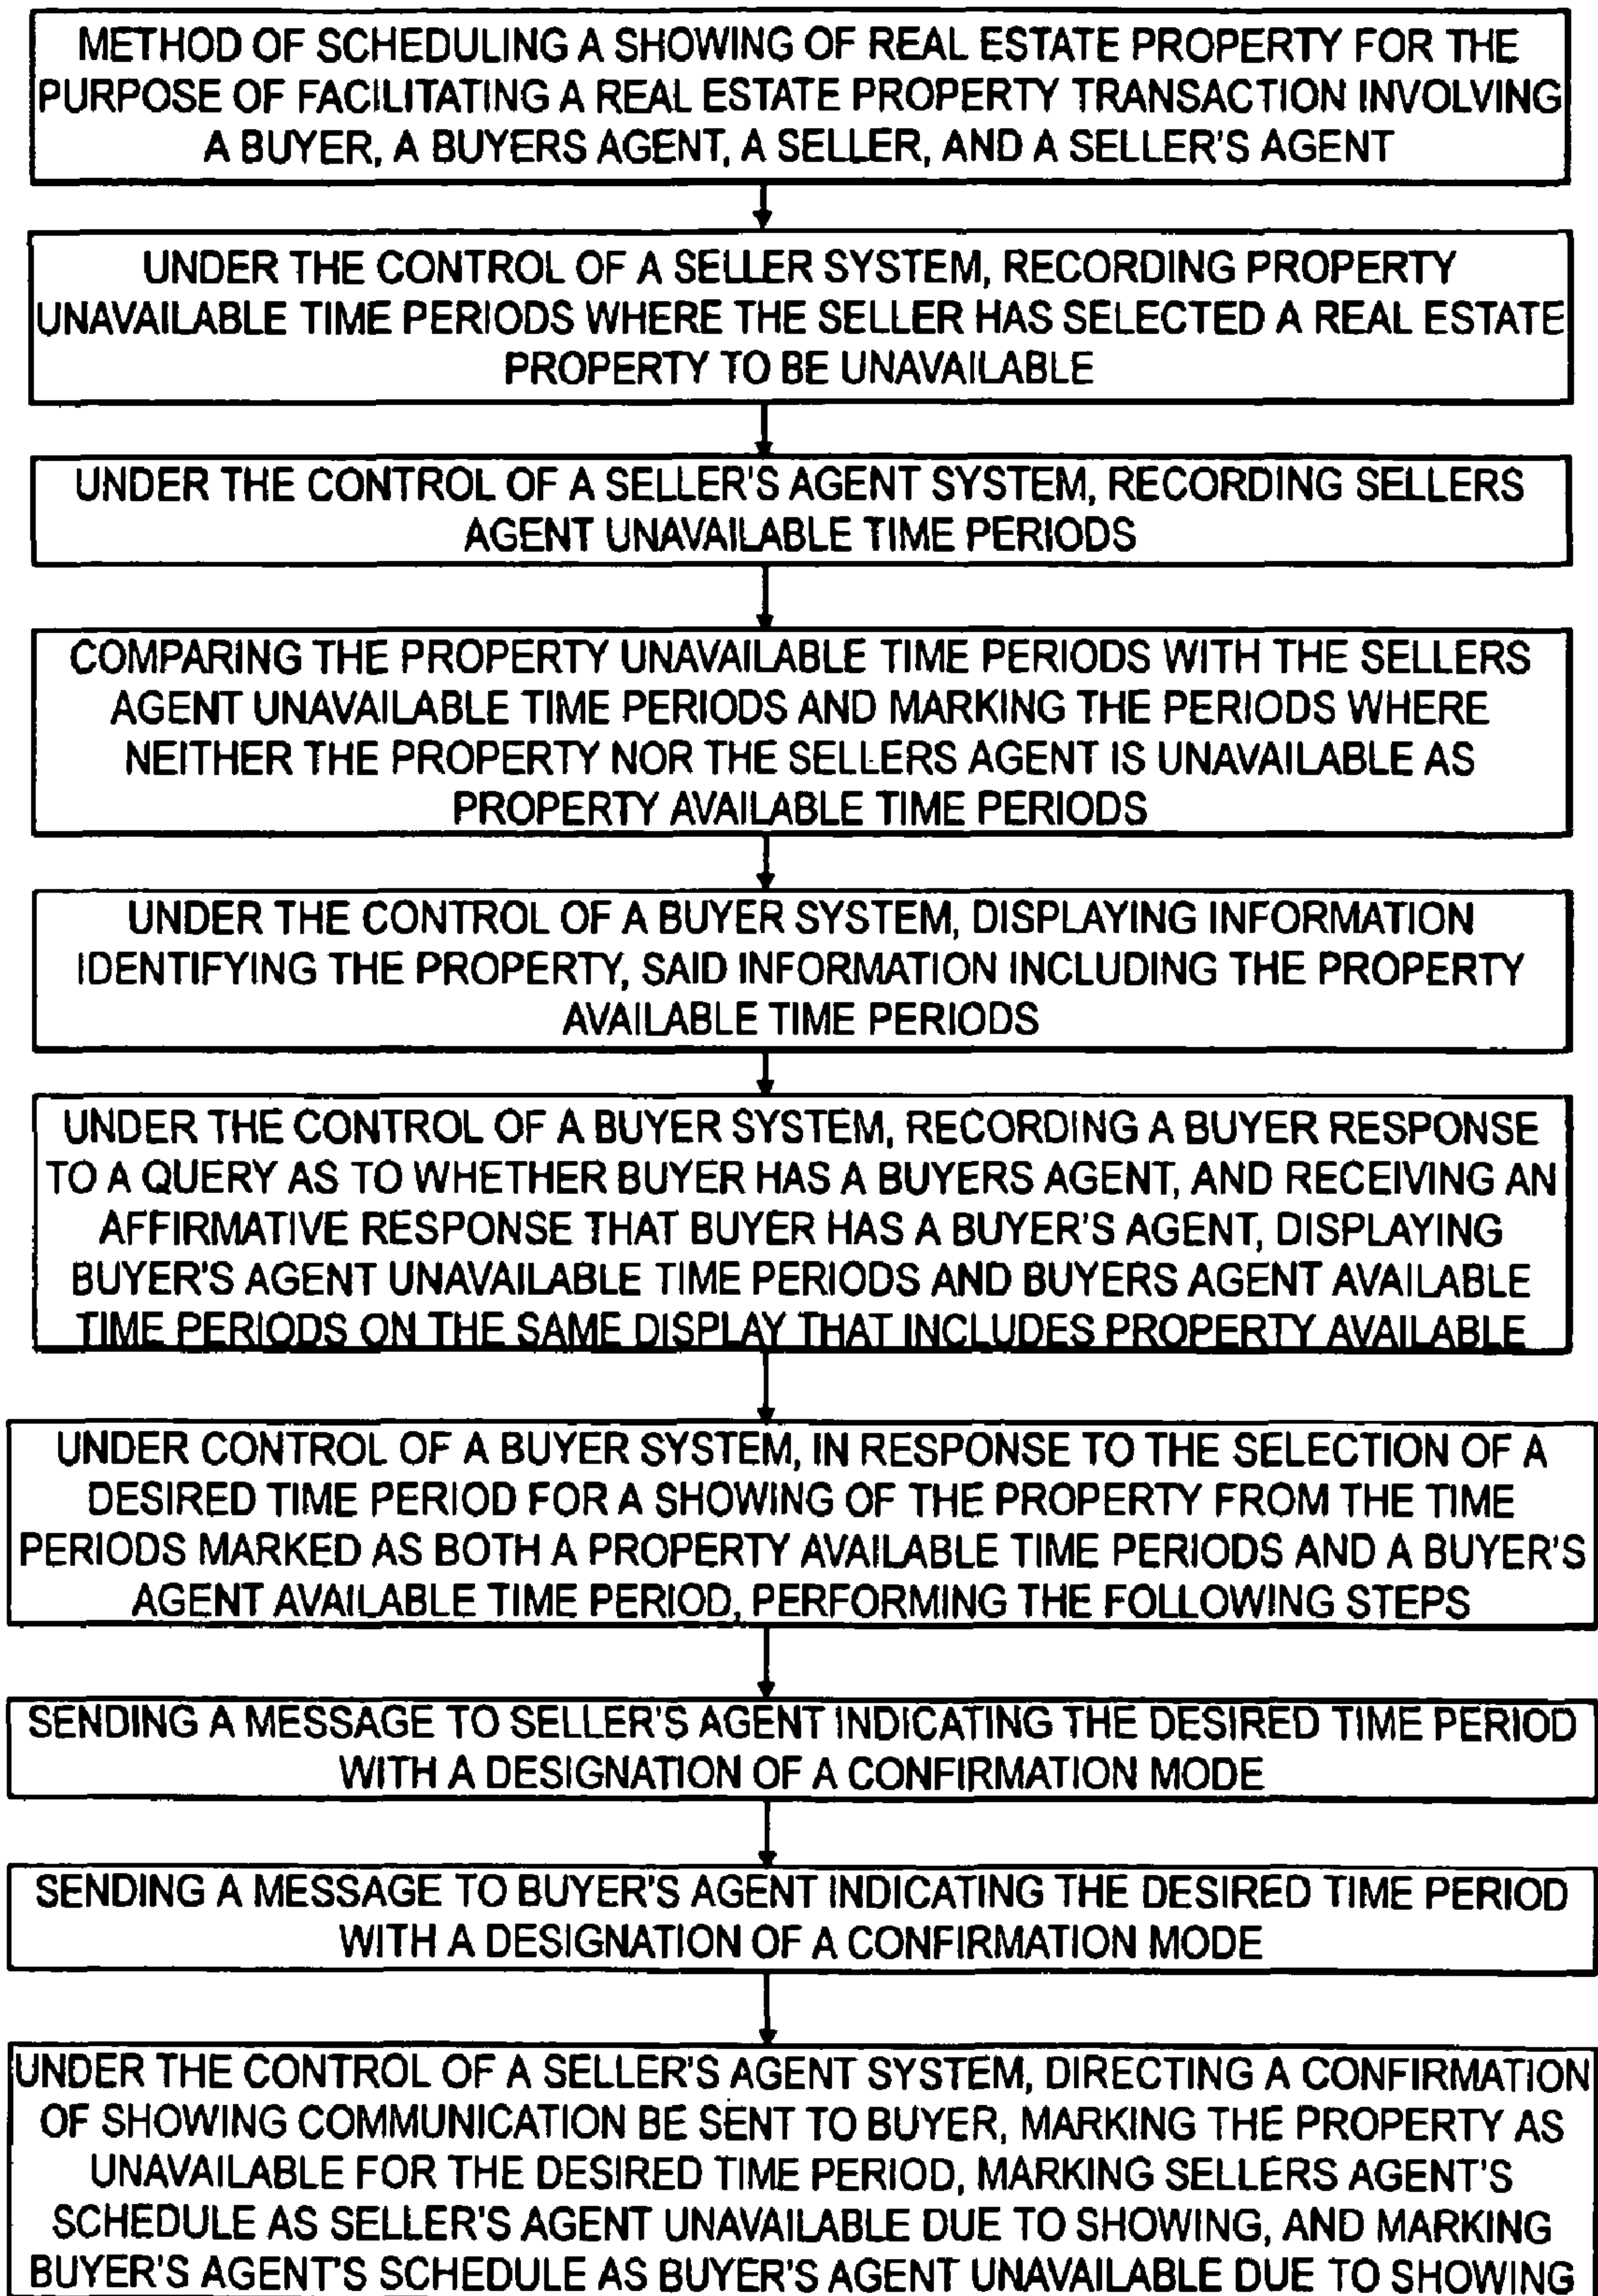 METHOD OF SCHEDULING A SHOWING OF REAL ESTATE PROPERTY FOR THE
PURPOSE OF FACILITATING A REAL ESTATE PROPERTY TRANSACTION INVOLVING
A BUYER, A BUYERS AGENT, A SELLER, AND A SELLER'S AGENT
UNDER THE CONTROL OF A SELLER SYSTEM, RECORDING PROPERTY
UNAVAILABLE TIME PERIODS WHERE THE SELLER HAS SELECTED A REAL ESTATE
PROPERTY TO BE UNAVAILABLE
UNDER THE CONTROL OF A SELLER'S AGENT SYSTEM, RECORDING SELLERS
AGENT UNAVAILABLE TIME PERIODS
COMPARING THE PROPERTY UNAVAILABLE TIME PERIODS WITH THE SELLERS
AGENT UNAVAILABLE TIME PERIODS AND MARKING THE PERIODS WHERE
NEITHER THE PROPERTY NOR THE SELLERS AGENT IS UNAVAILABLE AS
PROPERTY AVAILABLE TIME PERIODS
UNDER THE CONTROL OF A BUYER SYSTEM, DISPLAYING INFORMATION
IDENTIFYING THE PROPERTY, SAID INFORMATION INCLUDING THE PROPERTY
AVAILABLE TIME PERIODS
UNDER THE CONTROL OF A BUYER SYSTEM, RECORDING A BUYER RESPONSE
TO A QUERY AS TO WHETHER BUYER HAS A BUYERS AGENT, AND RECEIVING AN
AFFIRMATIVE RESPONSE THAT BUYER HAS A BUYER'S AGENT, DISPLAYING
BUYER'S AGENT UNAVAILABLE TIME PERIODS AND BUYERS AGENT AVAILABLE
TIME PERIODS ON THE SAME DISPLAY THAT INCLUDES PROPERTY AVAILABLE
UNDER CONTROL OF A BUYER SYSTEM, IN RESPONSE TO THE SELECTION OF A
DESIRED TIME PERIOD FOR A SHOWING OF THE PROPERTY FROM THE TIME
PERIODS MARKED AS BOTH A PROPERTY AVAILABLE TIME PERIODS AND A BUYER'S
AGENT AVAILABLE TIME PERIOD, PERFORMING THE FOLLOWING STEPS
SENDING A MESSAGE TO SELLER'S AGENT INDICATING THE DESIRED TIME PERIOD
WITH A DESIGNATION OF A CONFIRMATION MODE
SENDING A MESSAGE TO BUYER'S AGENT INDICATING THE DESIRED TIME PERIOD
WITH A DESIGNATION OF A CONFIRMATION MODE
UNDER THE CONTROL OF A SELLER'S AGENT SYSTEM, DIRECTING A CONFIRMATION
OF SHOWING COMMUNICATION BE SENT TO BUYER, MARKING THE PROPERTY AS
UNAVAILABLE FOR THE DESIRED TIME PERIOD, MARKING SELLERS AGENT'S
SCHEDULE AS SELLER'S AGENT UNAVAILABLE DUE TO SHOWING, AND MARKING
BUYER'S AGENT'S SCHEDULE AS BUYER'S AGENT UNAVAILABLE DUE TO SHOWING